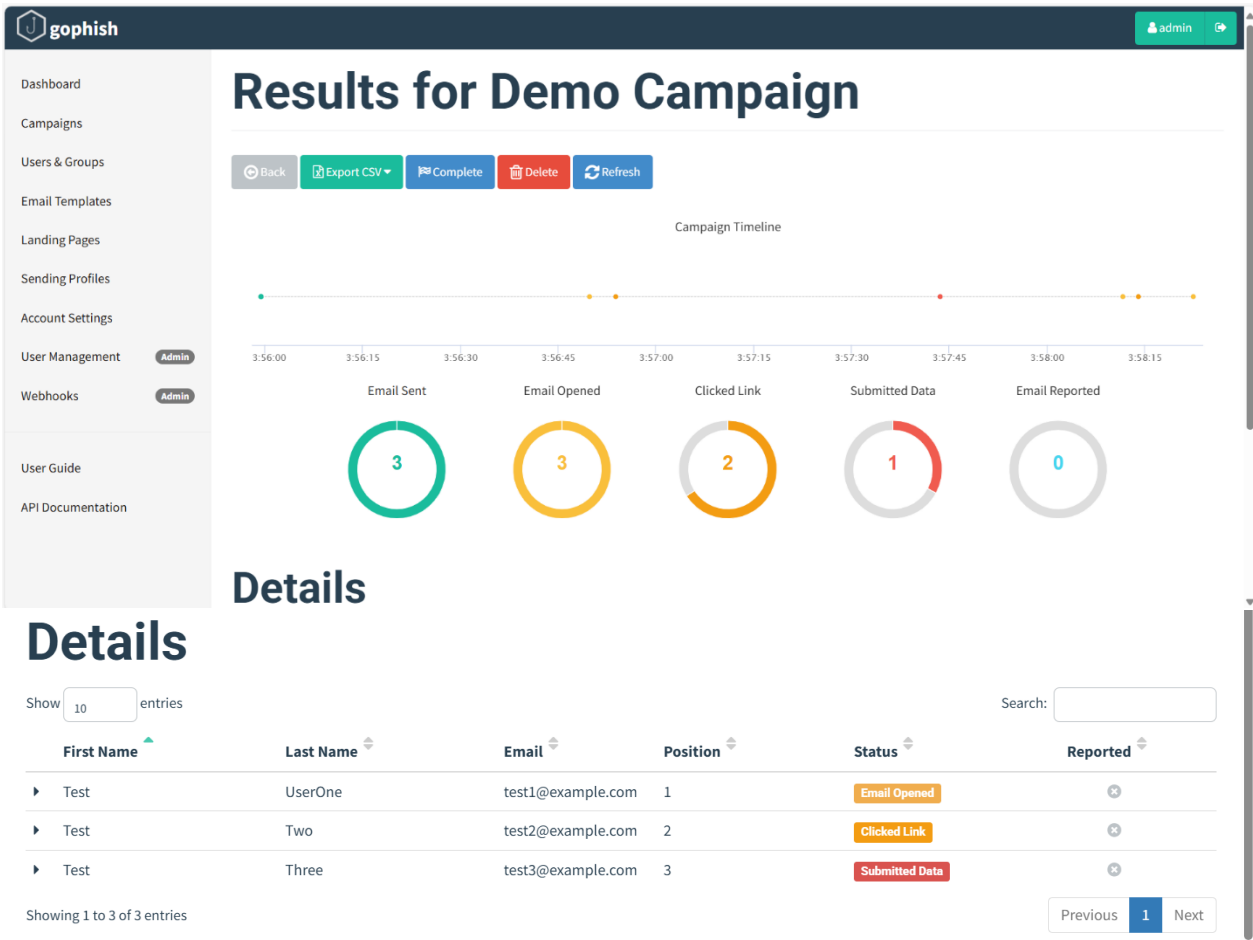 gophish
admin
Dashboard
Campaigns
Users & Groups
Email Templates
Landing Pages
Sending Profiles
Account Settings
User Management Admin
Webhooks Admin
User Guide
API Documentation
Results for Demo Campaign
Back Export CSV Complete Delete Refresh
Campaign Timeline
3:56:00 3:56:15 3:56:30 3:56:45 3:57:00 3:57:15 3:57:30 3:57:45 3:58:00 3:58:15
Email Sent Email Opened Clicked Link Submitted Data Email Reported
3 3 2 1 0
Details
Details
Show 10 entries Search:
First Name Last Name Email Position Status Reported
Test UserOne test1@example.com 1 Email Opened
Test Two test2@example.com 2 Clicked Link
Test Three test3@example.com 3 Submitted Data
Showing 1 to 3 of 3 entries
Previous 1 Next